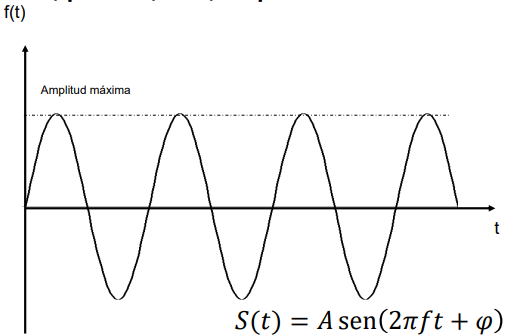 f(t)
Amplitud máxima
t
S(t) = A sen(2πft + φ)